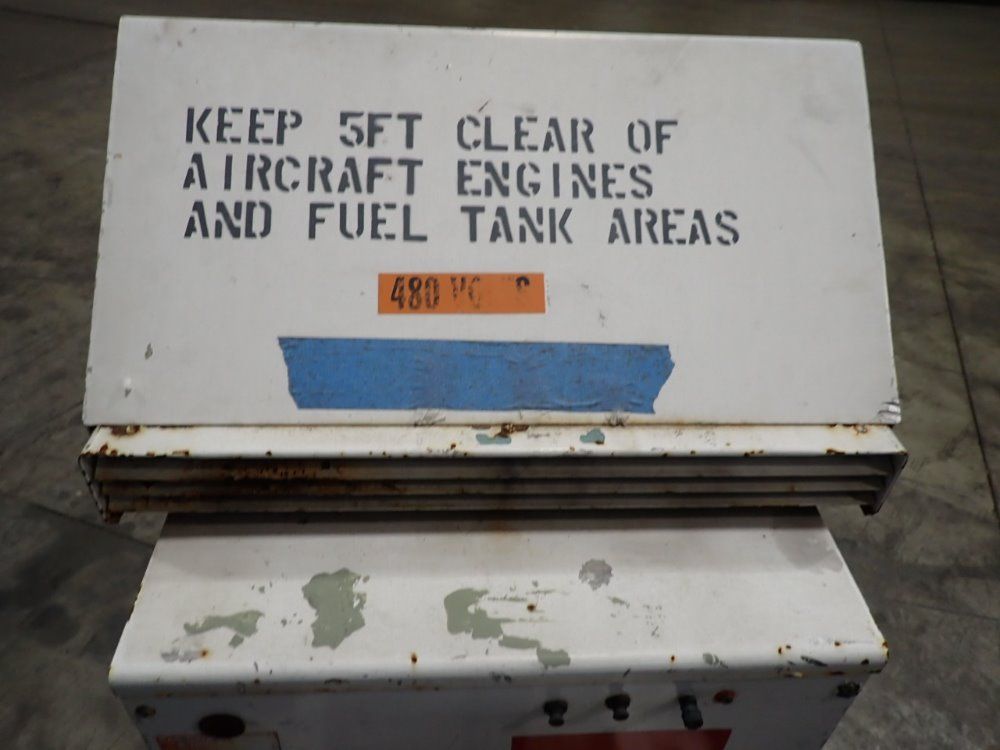 KEEP 5FT CLEAR OF
AIRCRAFT ENGINES
AND FUEL TANK AREAS
480